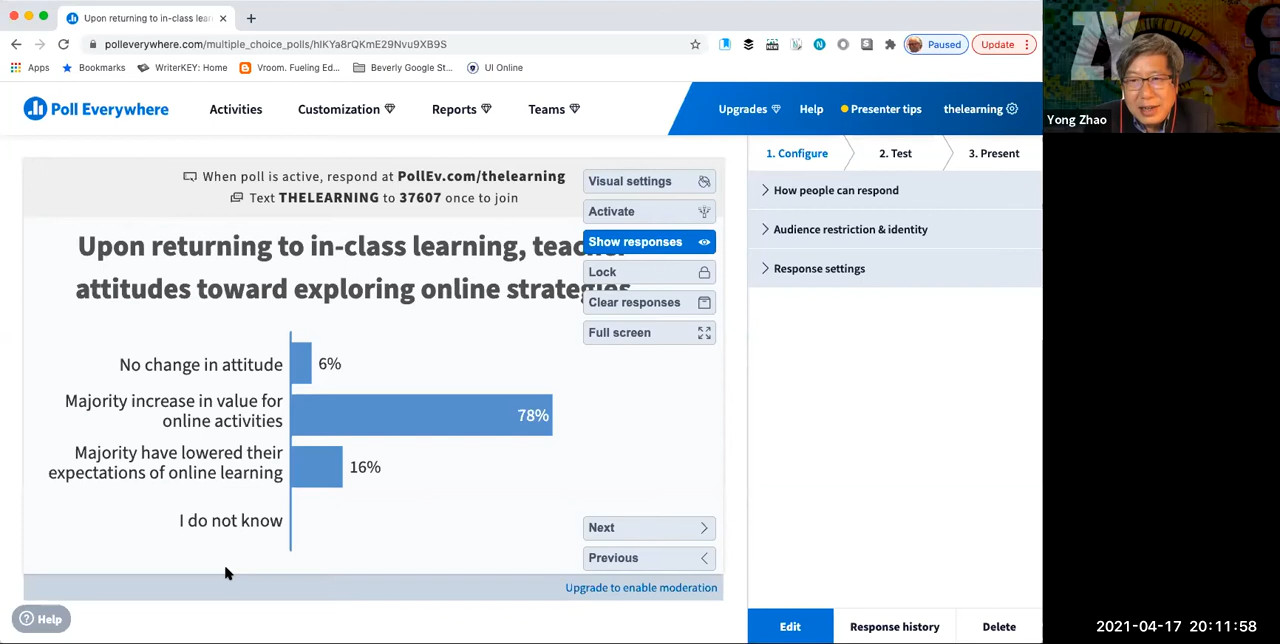 Upon returning to in-class lear
polleverywhere.com/multiple_choice_polls/hIKYa8rQKmE29Nvu9XB9S
Paused
Update
Apps
Bookmarks
WriterKEY: Home
Vroom. Fueling Ed...
Beverly Google St...
UI Online
Poll Everywhere
Activities
Customization
Reports
Teams
Upgrades
Help
Presenter tips
thelearning
ZY
Yong Zhao
When poll is active, respond at PollEv.com/thelearning
Text THELEARNING to 37607 once to join
Upon returning to in-class learning, teac
attitudes toward exploring online strategies
No change in attitude
6%
Majority increase in value for
online activities
78%
Majority have lowered their
expectations of online learning
16%
I do not know
Visual settings
Activate
Show responses
Lock
Clear responses
Full screen
Next
Previous
Upgrade to enable moderation
Help
1. Configure
2. Test
3. Present
How people can respond
Audience restriction & identity
Response settings
Edit
Response history
Delete
2021-04-17 20:11:58